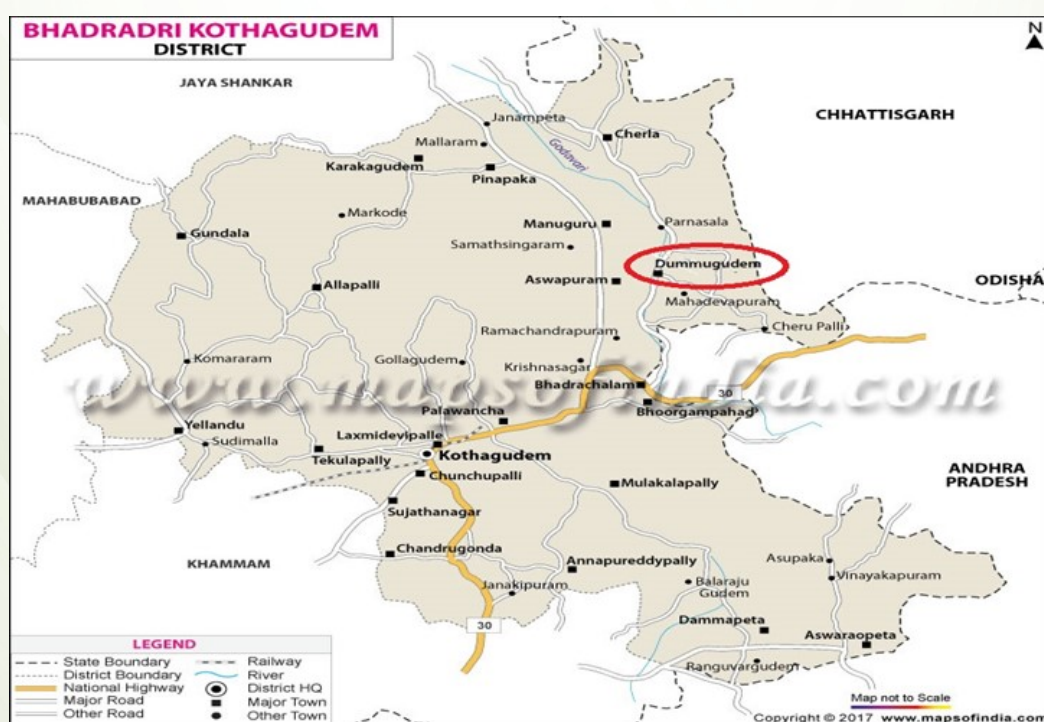 BHADRADRI KOTHAGUDEM
DISTRICT
N
JAYA SHANKAR
CHHATTISGARH
Janampeta
Cherla
Mallaram
Godavari
Karakagudem
Pinapaka
MAHABUBABAD
Markode
Manuguru
Parnasala
Gundala
Samathsingaram
Dummugudem
Aswapuram
ODISHA
Allapalli
Mahadevapuram
Ramachandrapuram
Cheru Palli
Komararam
Gollagudem
Krishnasagar
www.mapsofindia.com
Bhadrachalam
30
Palawancha
Bhoorgampahad
Yellandu
Laxmidevipalle
Sudimalla
Tekulapally
Kothagudem
ANDHRA
PRADESH
Chunchupalli
Mulakalapally
Sujathanagar
Chandrugonda
KHAMMAM
Annapureddypally
Asupaka
Janakipuram
Balaraju
Gudem
Vinayakapuram
30
Dammapeta
Aswaraopeta
Ranguvargudem
LEGEND
State Boundary
Railway
District Boundary
River
National Highway
District HQ
Major Road
Major Town
Other Road
Other Town
Map not to Scale
Copyright © 2017 www.mapsofindia.com